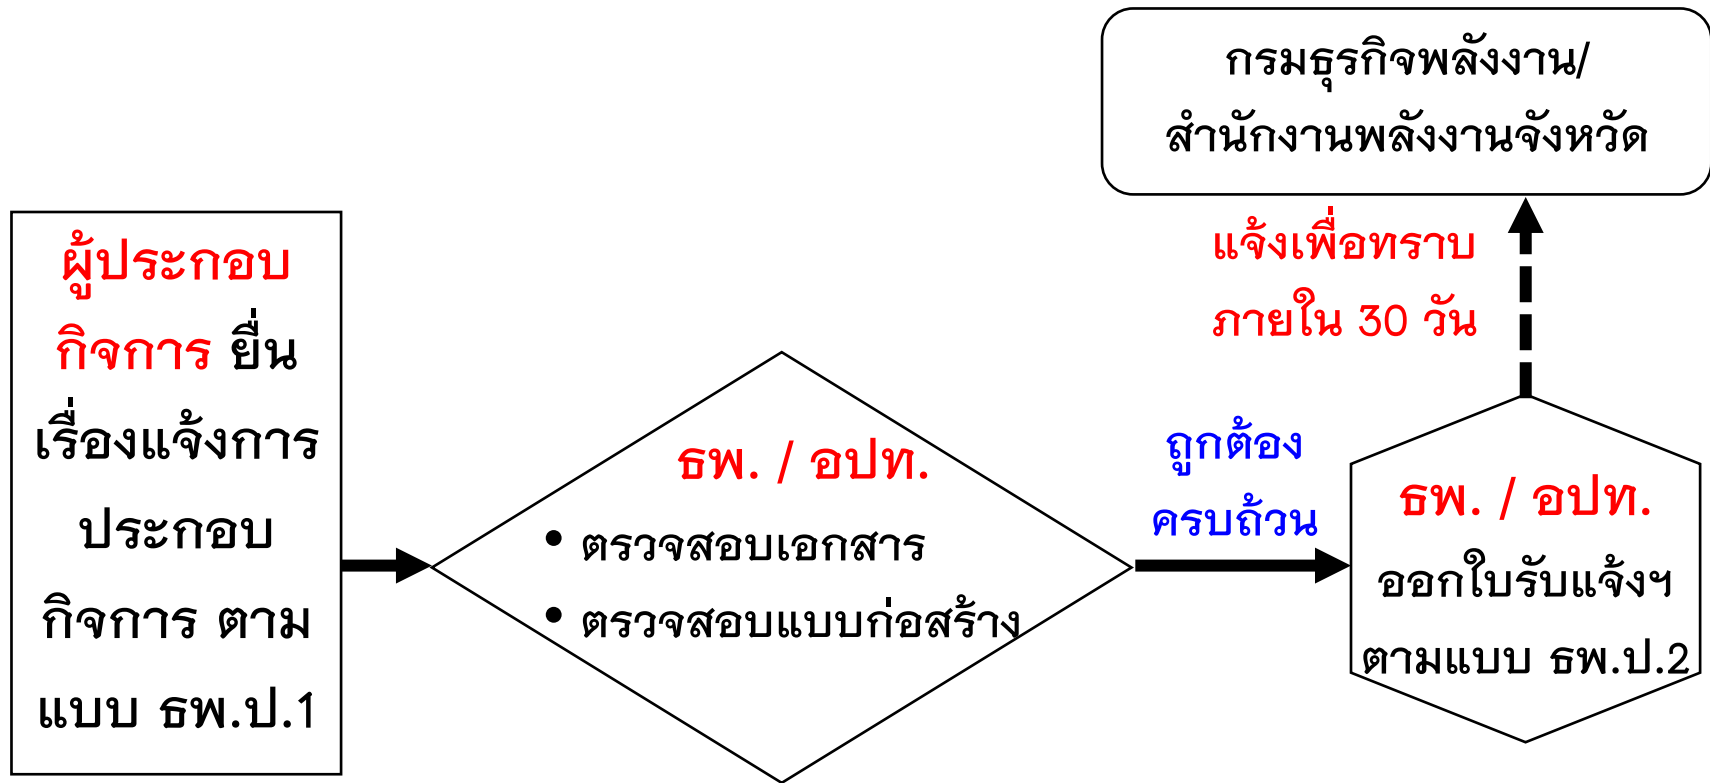 ผู้ประกอบ
กิจการ ยื่น
เรื่องแจ้งการ
ประกอบ
กิจการ ตาม
แบบ ธพ.ป.1
ธพ. / อปท.
• ตรวจสอบเอกสาร
• ตรวจสอบแบบก่อสร้าง
ถูกต้อง
ครบถ้วน
ธพ. / อปท.
ออกใบรับแจ้งฯ
ตามแบบ ธพ.ป.2
แจ้งเพื่อทราบ
ภายใน 30 วัน
กรมธุรกิจพลังงาน/
สำนักงานพลังงานจังหวัด